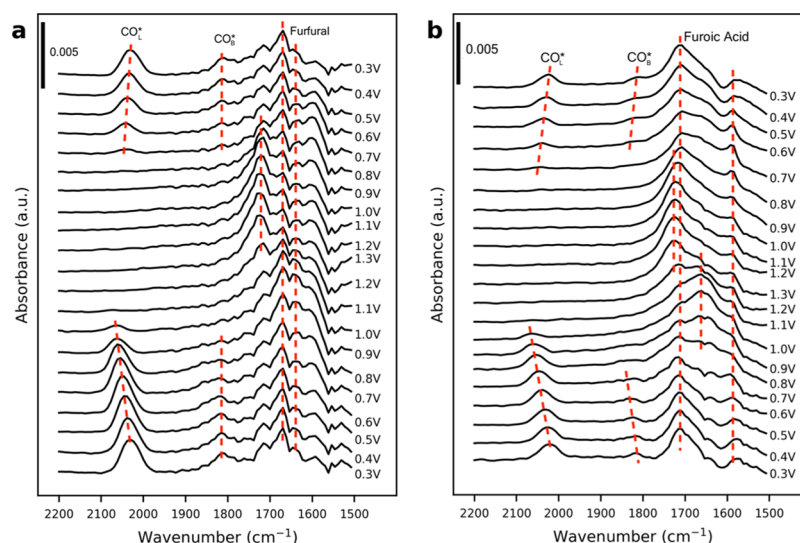 a
0.005
CO*L
CO*B
Furfural
0.3V
0.4V
0.5V
0.6V
0.7V
0.8V
0.9V
1.0V
1.1V
1.2V
1.3V
1.2V
1.1V
1.0V
0.9V
0.8V
0.7V
0.6V
0.5V
0.4V
0.3V
Absorbance (a.u.)
2200 2100 2000 1900 1800 1700 1600 1500
Wavenumber (cm⁻¹)
b
0.005
CO*L
CO*B
Furoic Acid
0.3V
0.4V
0.5V
0.6V
0.7V
0.8V
0.9V
1.0V
1.1V
1.2V
1.3V
1.2V
1.1V
1.0V
0.9V
0.8V
0.7V
0.6V
0.5V
0.4V
0.3V
Absorbance (a.u.)
2200 2100 2000 1900 1800 1700 1600 1500
Wavenumber (cm⁻¹)